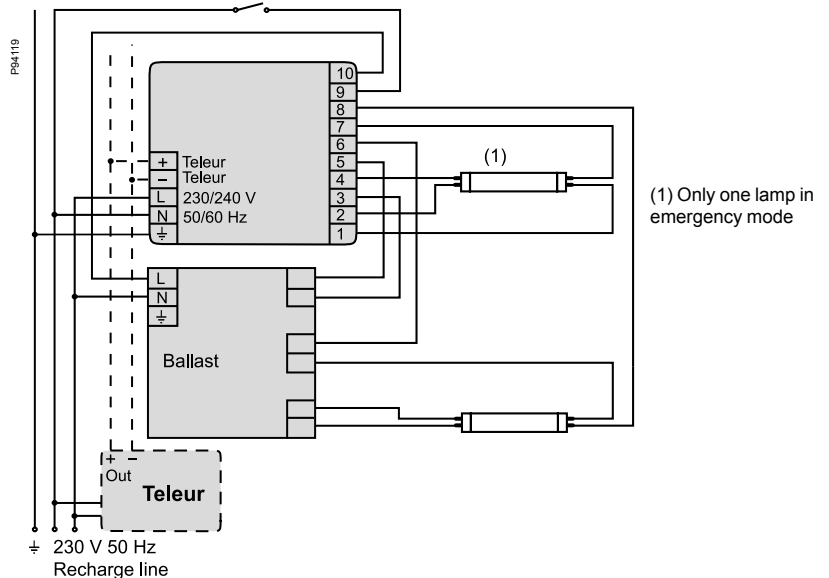 P94119
10
9
8
7
6
5
4
3
2
1
+ Teleur
− Teleur
L 230/240 V
N 50/60 Hz
⏚
(1)
(1) Only one lamp in
emergency mode
L
N
⏚
Ballast
+ −
Out
Teleur
⏚ 230 V 50 Hz
Recharge line